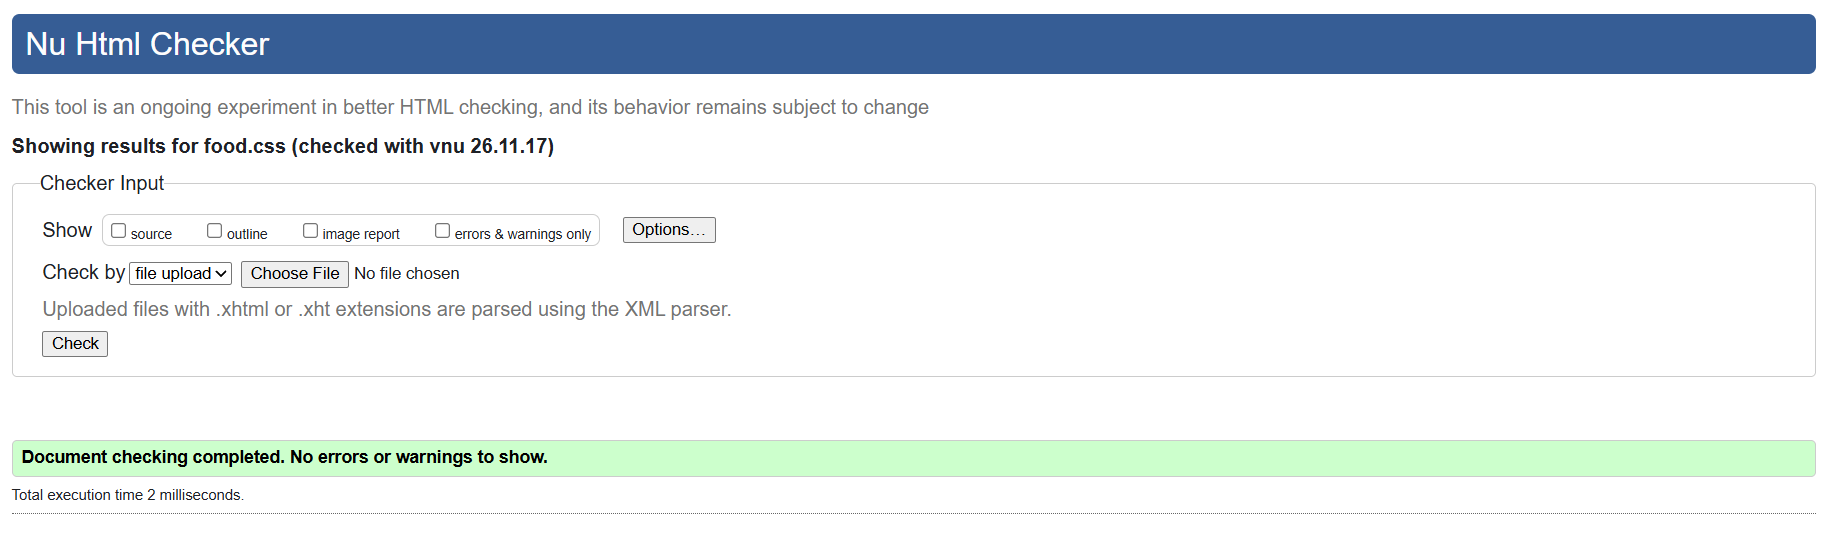 Nu Html Checker
This tool is an ongoing experiment in better HTML checking, and its behavior remains subject to change
Showing results for food.css (checked with vnu 26.11.17)
Checker Input
Show source outline image report errors & warnings only Options…
Check by file upload Choose File No file chosen
Uploaded files with .xhtml or .xht extensions are parsed using the XML parser.
Check
Document checking completed. No errors or warnings to show.
Total execution time 2 milliseconds.